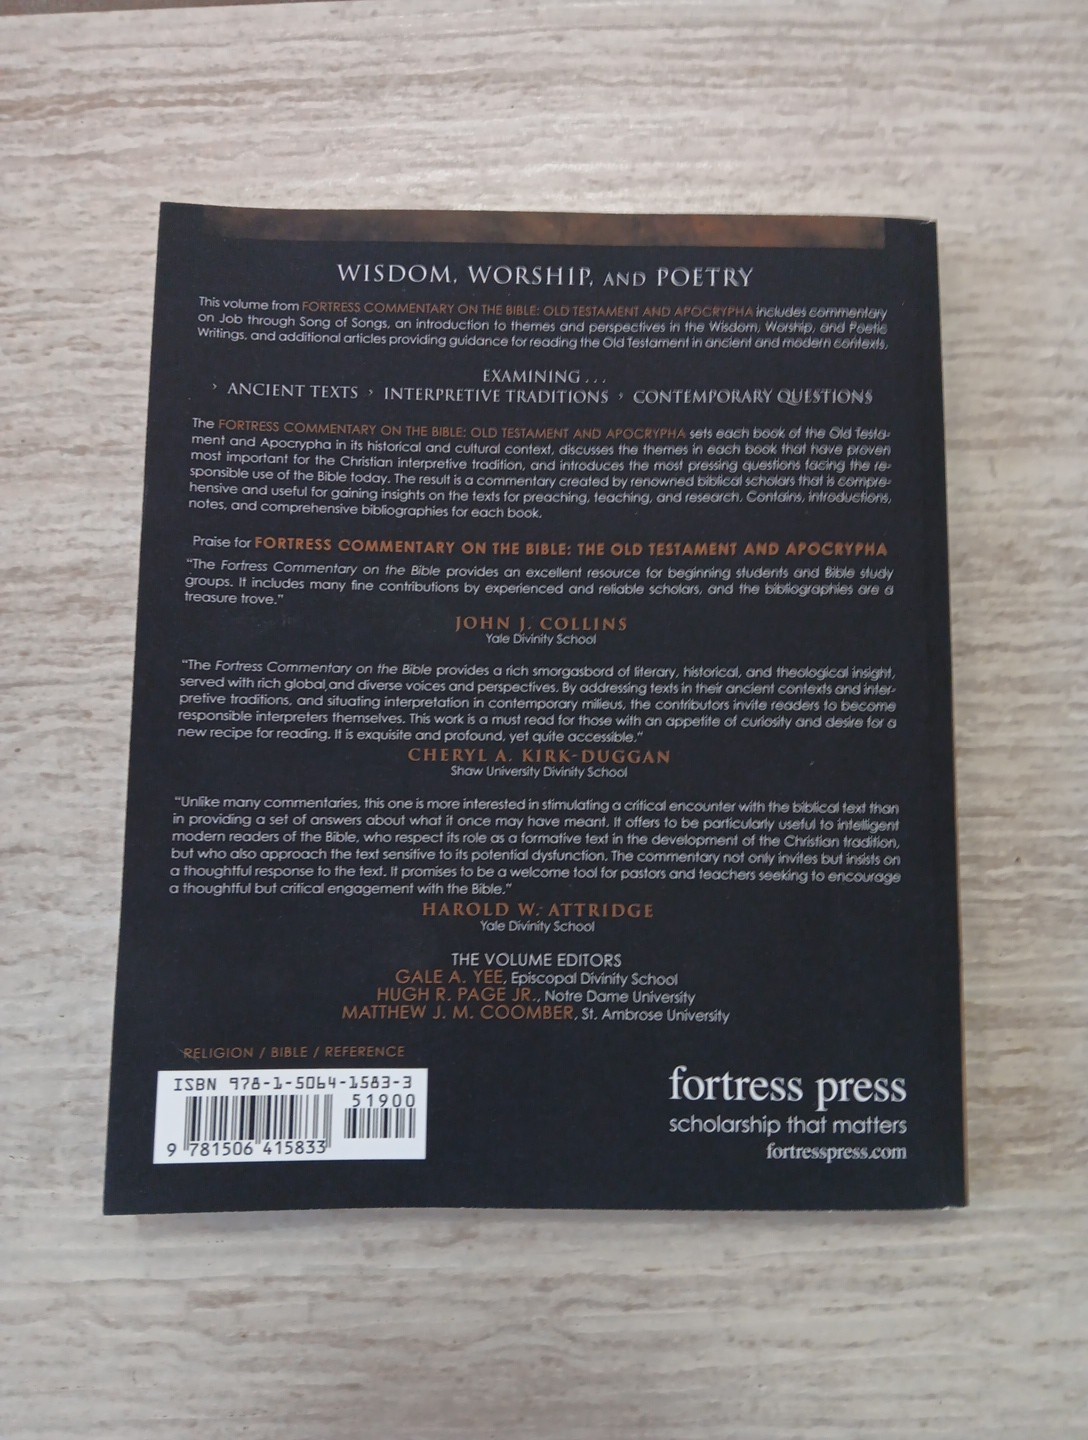 WISDOM, WORSHIP, AND POETRY
This volume from FORTRESS COMMENTARY ON THE BIBLE: OLD TESTAMENT AND APOCRYPHA includes commentary
on Job through Song of Songs, an introduction to themes and perspectives in the Wisdom, Worship, and Poetic
Writings, and additional articles providing guidance for reading the Old Testament in ancient and modern contexts.
EXAMINING . . .
› ANCIENT TEXTS › INTERPRETIVE TRADITIONS › CONTEMPORARY QUESTIONS
The FORTRESS COMMENTARY ON THE BIBLE: OLD TESTAMENT AND APOCRYPHA sets each book of the Old Testa-
ment and Apocrypha in its historical and cultural context, discusses the themes in each book that have proven
most important for the Christian interpretive tradition, and introduces the most pressing questions facing the re-
sponsible use of the Bible today. The result is a commentary created by renowned biblical scholars that is compre-
hensive and useful for gaining insights on the texts for preaching, teaching, and research. Contains, introductions,
notes, and comprehensive bibliographies for each book.
Praise for FORTRESS COMMENTARY ON THE BIBLE: THE OLD TESTAMENT AND APOCRYPHA
"The Fortress Commentary on the Bible provides an excellent resource for beginning students and Bible study
groups. It includes many fine contributions by experienced and reliable scholars, and the bibliographies are a
treasure trove."
JOHN J. COLLINS
Yale Divinity School
"The Fortress Commentary on the Bible provides a rich smorgasbord of literary, historical, and theological insight,
served with rich global and diverse voices and perspectives. By addressing texts in their ancient contexts and inter-
pretive traditions, and situating interpretation in contemporary milieus, the contributors invite readers to become
responsible interpreters themselves. This work is a must read for those with an appetite of curiosity and desire for a
new recipe for reading. It is exquisite and profound, yet quite accessible."
CHERYL A. KIRK-DUGGAN
Shaw University Divinity School
"Unlike many commentaries, this one is more interested in stimulating a critical encounter with the biblical text than
in providing a set of answers about what it once may have meant. It offers to be particularly useful to intelligent
modern readers of the Bible, who respect its role as a formative text in the development of the Christian tradition,
but who also approach the text sensitive to its potential dysfunction. The commentary not only invites but insists on
a thoughtful response to the text. It promises to be a welcome tool for pastors and teachers seeking to encourage
a thoughtful but critical engagement with the Bible."
HAROLD W. ATTRIDGE
Yale Divinity School
THE VOLUME EDITORS
GALE A. YEE, Episcopal Divinity School
HUGH R. PAGE JR., Notre Dame University
MATTHEW J. M. COOMBER, St. Ambrose University
RELIGION / BIBLE / REFERENCE
ISBN 978-1-5064-1583-3
51900
9 781506 415833
fortress press
scholarship that matters
fortresspress.com